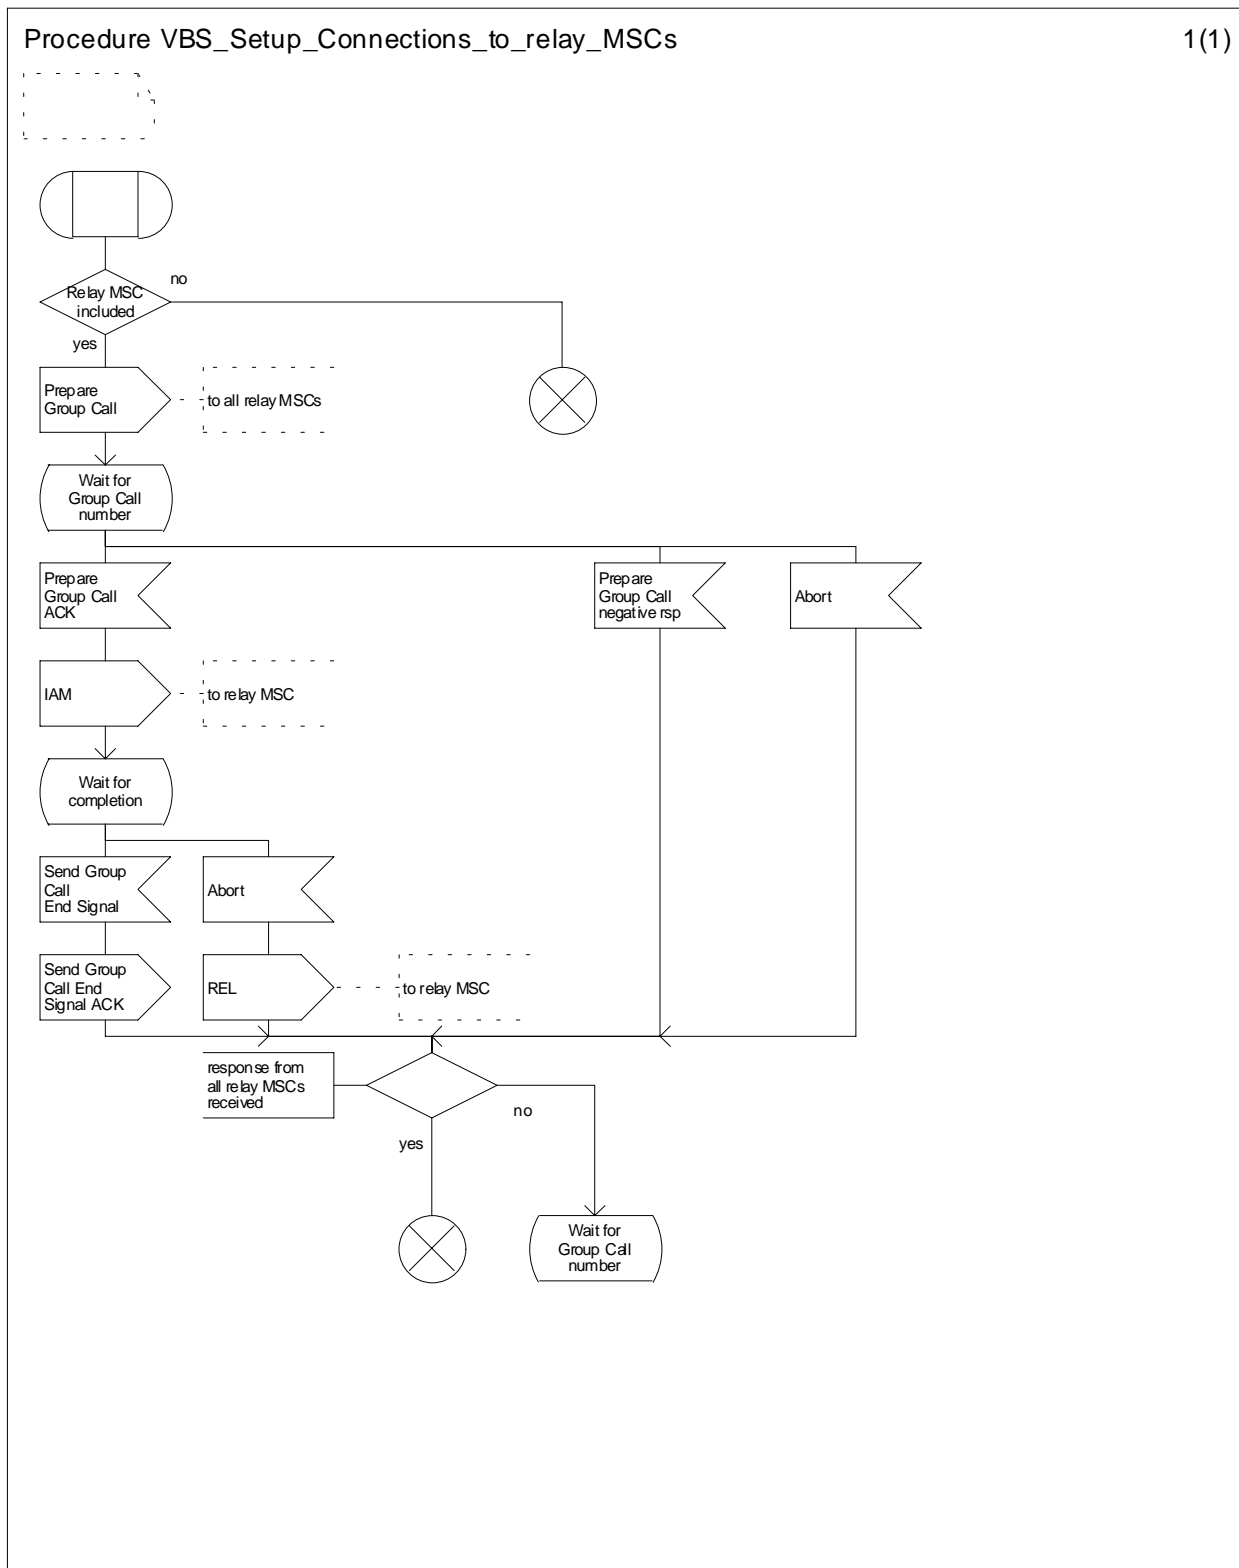 Procedure VBS_Setup_Connections_to_relay_MSCs
1(1)
no
Relay MSC
included
yes
Prepare
Group Call
to all relay MSCs
Wait for
Group Call
number
Prepare
Group Call
ACK
Prepare
Group Call
negative rsp
Abort
IAM
to relay MSC
Wait for
completion
Send Group
Call
End Signal
Abort
Send Group
Call End
Signal ACK
REL
to relay MSC
response from
all relay MSCs
received
no
yes
Wait for
Group Call
number